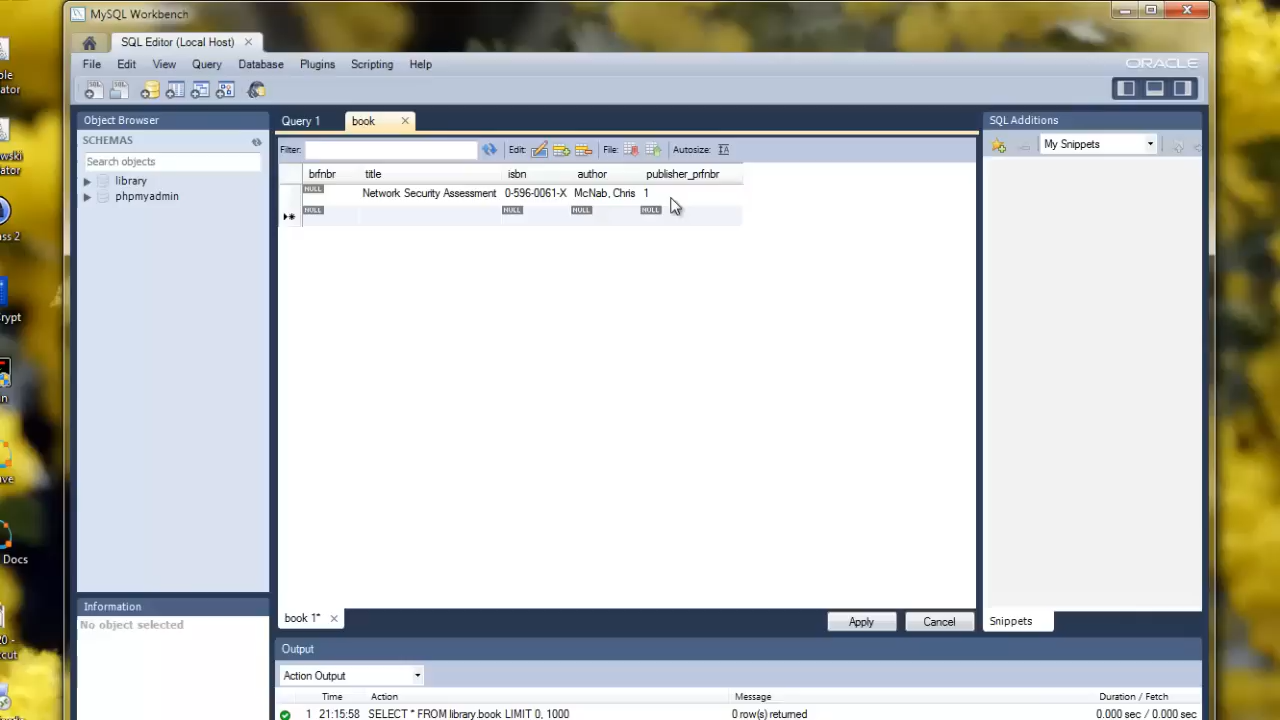 MySQL Workbench
SQL Editor (Local Host)
File Edit View Query Database Plugins Scripting Help
ORACLE
Object Browser
SCHEMAS
Search objects
library
phpmyadmin
Information
No object selected
Query 1 book
Filter: Edit: File: Autosize:
brfnbr title isbn author publisher_prfnbr
NULL Network Security Assessment 0-596-0061-X McNab, Chris 1
NULL NULL NULL NULL
book 1*
Apply Cancel
SQL Additions
My Snippets
Snippets
Output
Action Output
Time Action Message Duration / Fetch
1 21:15:58 SELECT * FROM library.book LIMIT 0, 1000 0 row(s) returned 0.000 sec / 0.000 sec
ass 2
Docs